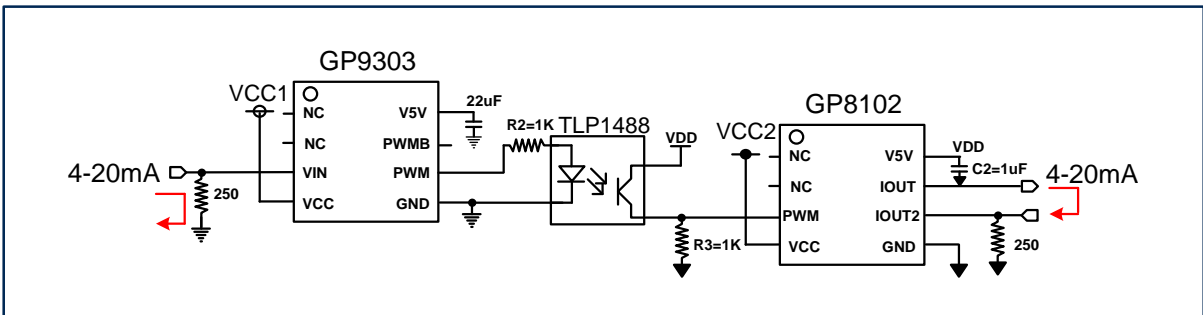 GP9303
VCC1
NC
V5V
22uF
NC
PWMB
4-20mA
VIN
PWM
250
VCC
GND
R2=1K
TLP1488
VDD
R3=1K
GP8102
VCC2
NC
V5V
VDD
C2=1uF
NC
IOUT
4-20mA
PWM
IOUT2
VCC
GND
250